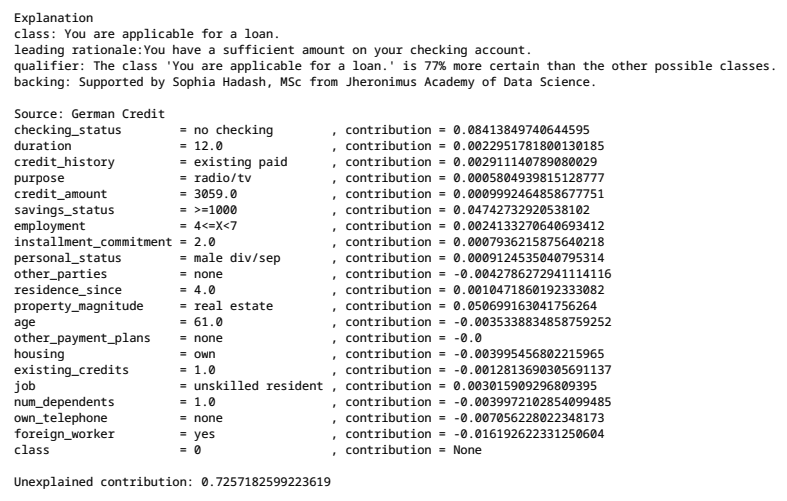 Explanation
class: You are applicable for a loan.
leading rationale:You have a sufficient amount on your checking account.
qualifier: The class 'You are applicable for a loan.' is 77% more certain than the other possible classes.
backing: Supported by Sophia Hadash, MSc from Jheronimus Academy of Data Science.

Source: German Credit
checking_status = no checking , contribution = 0.08413849740644595
duration = 12.0 , contribution = 0.0022951781800130185
credit_history = existing paid , contribution = 0.002911140789080029
purpose = radio/tv , contribution = 0.0005804939815128777
credit_amount = 3059.0 , contribution = 0.0009992464858677751
savings_status = >=1000 , contribution = 0.04742732920538102
employment = 4<=X<7 , contribution = 0.0024133270640693412
installment_commitment = 2.0 , contribution = 0.0007936215875640218
personal_status = male div/sep , contribution = 0.0009124535040795314
other_parties = none , contribution = -0.0042786272941114116
residence_since = 4.0 , contribution = 0.0010471860192333082
property_magnitude = real estate , contribution = 0.050699163041756264
age = 61.0 , contribution = -0.0035338834858759252
other_payment_plans = none , contribution = -0.0
housing = own , contribution = -0.003995456802215965
existing_credits = 1.0 , contribution = -0.0012813690305691137
job = unskilled resident , contribution = 0.003015909296809395
num_dependents = 1.0 , contribution = -0.0039972102854099485
own_telephone = none , contribution = -0.007056228022348173
foreign_worker = yes , contribution = -0.016192622331250604
class = 0 , contribution = None

Unexplained contribution: 0.7257182599223619